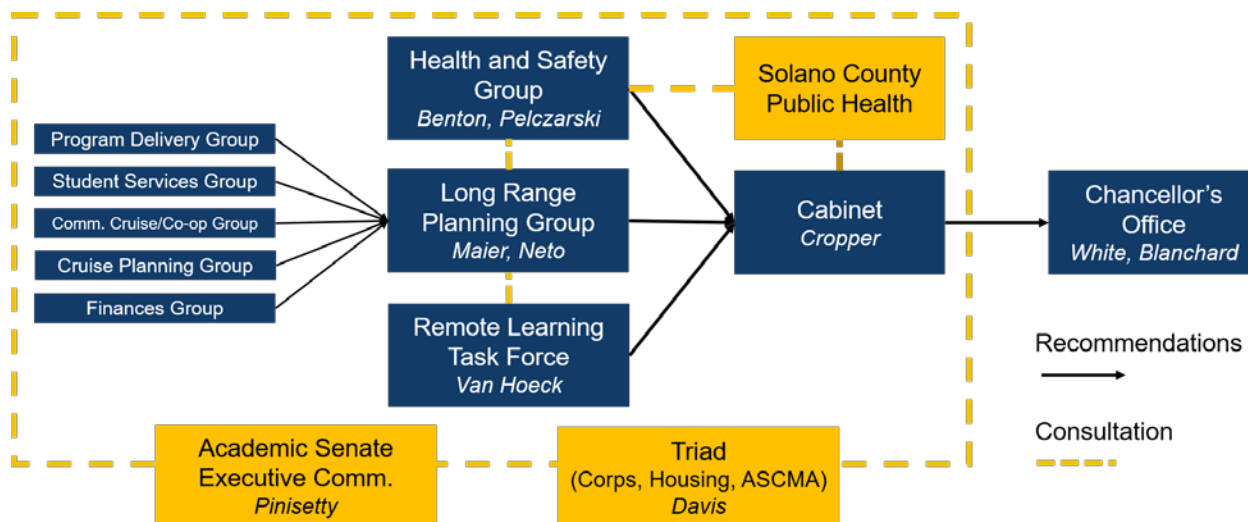 Health and Safety
Group
Benton, Pelczarski
Solano County
Public Health
Program Delivery Group
Student Services Group
Comm. Cruise/Co-op Group
Cruise Planning Group
Finances Group
Long Range
Planning Group
Maier, Neto
Cabinet
Cropper
Chancellor’s
Office
White, Blanchard
Remote Learning
Task Force
Van Hoeck
Recommendations
Consultation
Academic Senate
Executive Comm.
Pinisetty
Triad
(Corps, Housing, ASCMA)
Davis